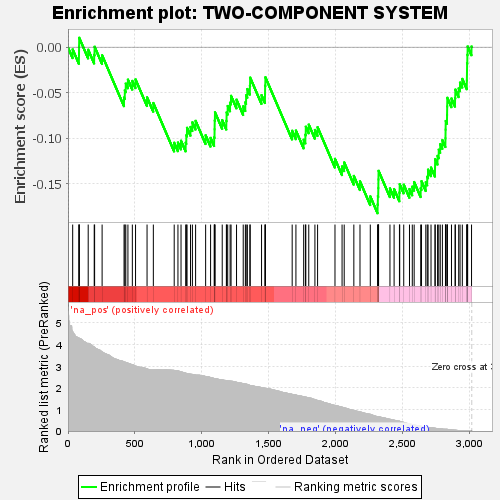 Enrichment plot: TWO-COMPONENT SYSTEM
Enrichment score (ES)
0.00
-0.05
-0.10
-0.15
'na_pos' (positively correlated)
Ranked list metric (PreRanked)
5
4
3
2
1
0
Zero cross at 3
'na_neg' (negatively correlated)
0
500
1,000
1,500
2,000
2,500
3,000
Rank in Ordered Dataset
Enrichment profile
Hits
Ranking metric scores